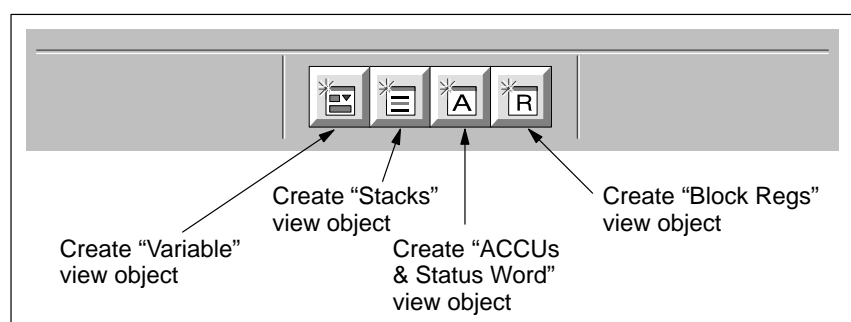 A R
Create “Stacks”
view object
Create “Block Regs”
view object
Create “Variable”
view object
Create “ACCUs
& Status Word”
view object